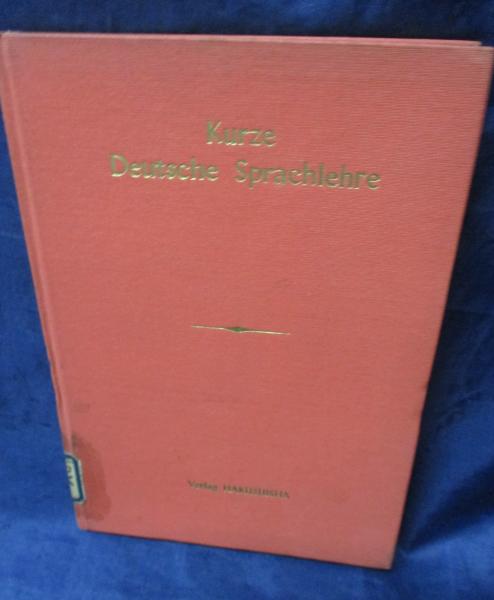 Kurze
Deutsche Sprachlehre
Verlag HAKUSUISHA